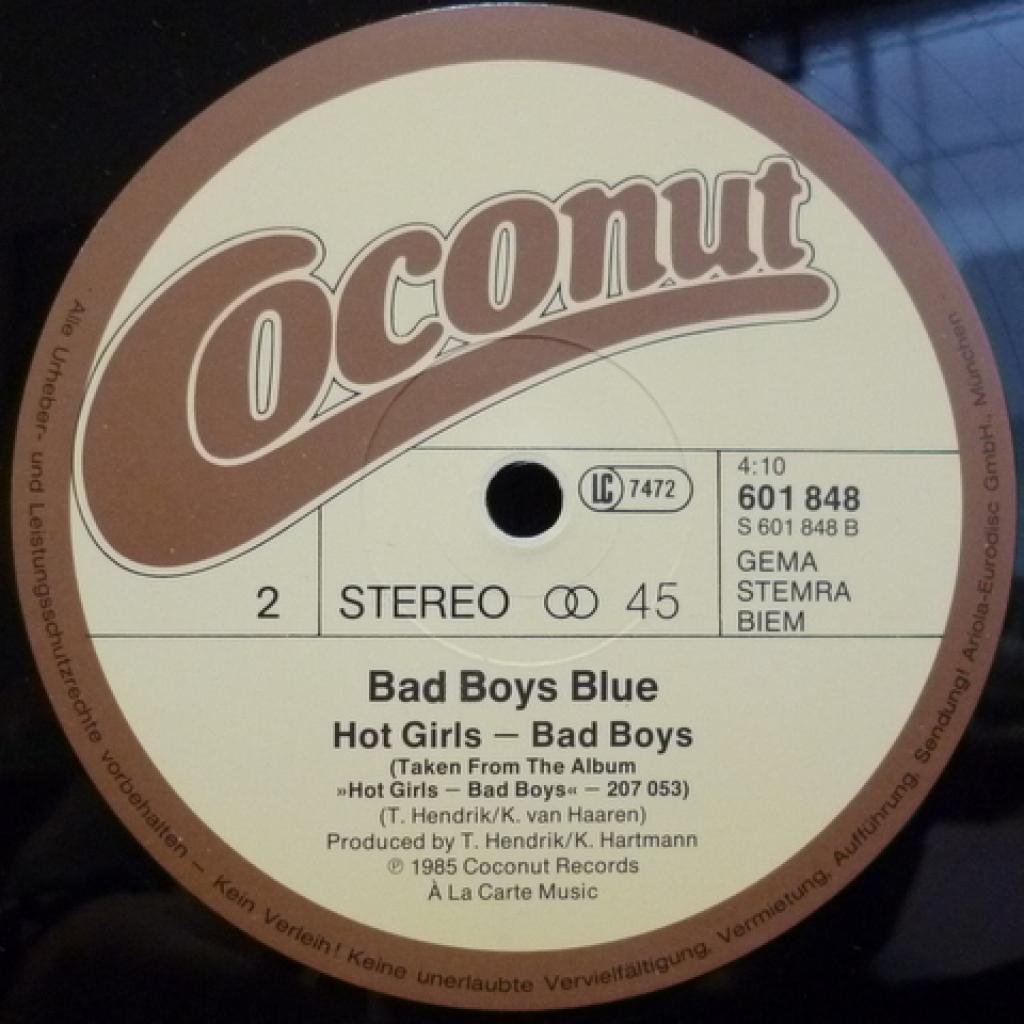 Coconut
LC 7472
4:10
601 848
S 601 848 B
GEMA
STEMRA
BIEM
2
STEREO
45
Bad Boys Blue
Hot Girls — Bad Boys
(Taken From The Album
»Hot Girls — Bad Boys« — 207 053)
(T. Hendrik/K. van Haaren)
Produced by T. Hendrik/K. Hartmann
℗ 1985 Coconut Records
À La Carte Music
Alle Urheber- und Leistungsschutzrechte vorbehalten — Kein Verleih! Keine unerlaubte Vervielfältigung, Vermietung, Aufführung, Sendung! Ariola-Eurodisc GmbH., München